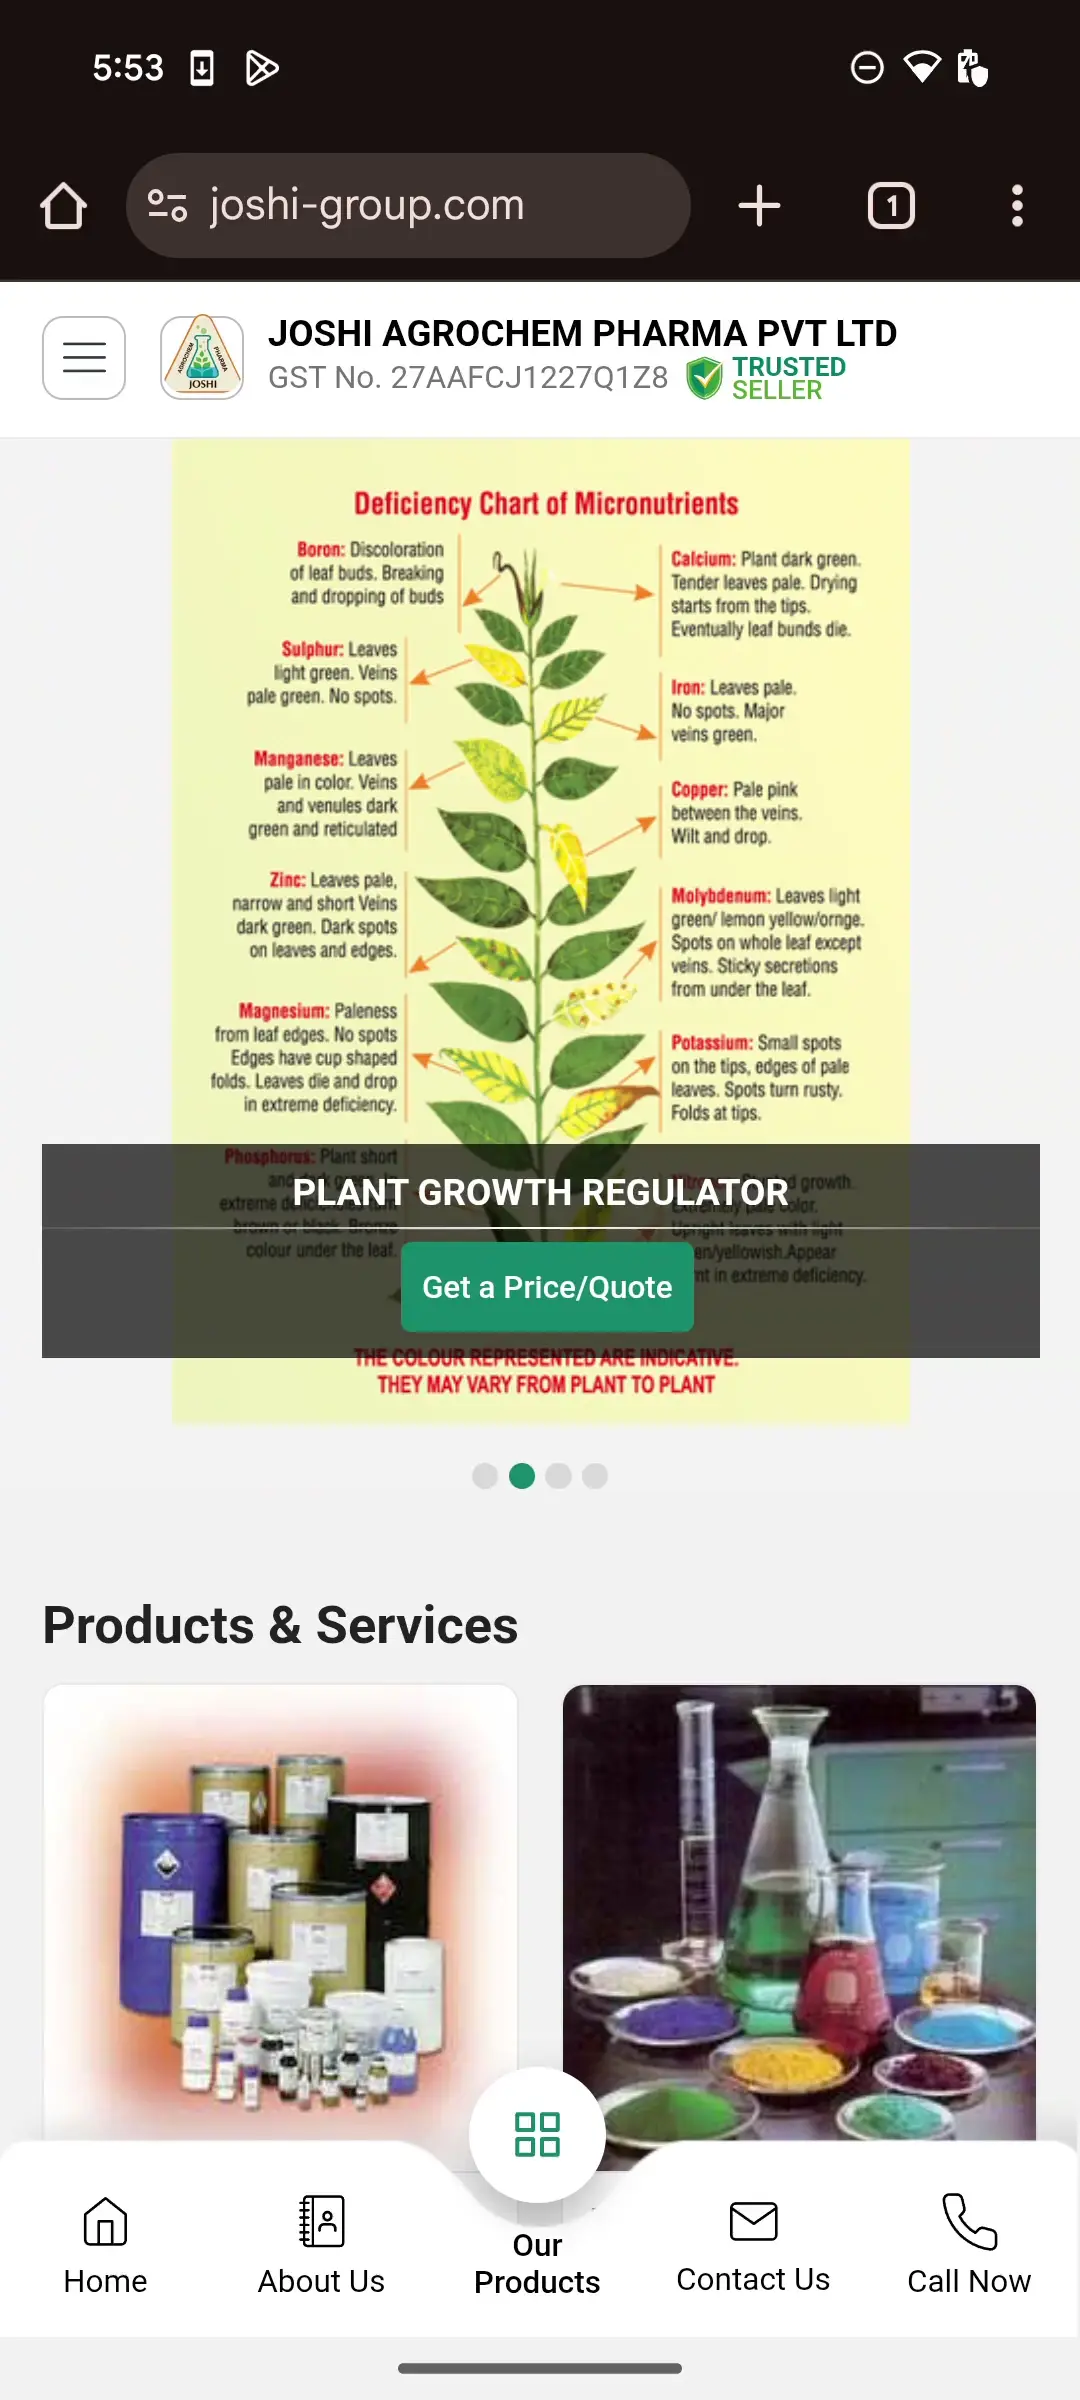 5:53
joshi-group.com
1
JOSHI AGROCHEM PHARMA PVT LTD
GST No. 27AAFCJ1227Q1Z8
TRUSTED
SELLER
AGROCHEM
PHARMA
JOSHI
Deficiency Chart of Micronutrients
Boron: Discoloration
of leaf buds. Breaking
and dropping of buds
Sulphur: Leaves
light green. Veins
pale green. No spots.
Manganese: Leaves
pale in color. Veins
and venules dark
green and reticulated
Zinc: Leaves pale,
narrow and short Veins
dark green. Dark spots
on leaves and edges.
Magnesium: Paleness
from leaf edges. No spots
Edges have cup shaped
folds. Leaves die and drop
in extreme deficiency.
Phosphorus: Plant short
and dark green. In
extreme deficiencies turn
brown or black. Bronze
colour under the leaf.
Calcium: Plant dark green.
Tender leaves pale. Drying
starts from the tips.
Eventually leaf bunds die.
Iron: Leaves pale.
No spots. Major
veins green.
Copper: Pale pink
between the veins.
Wilt and drop.
Molybdenum: Leaves light
green/ lemon yellow/ornge.
Spots on whole leaf except
veins. Sticky secretions
from under the leaf.
Potassium: Small spots
on the tips, edges of pale
leaves. Spots turn rusty.
Folds at tips.
growth.
Extremely pale color.
Upright leaves with light
en/yellowish.Appear
nt in extreme deficiency.
PLANT GROWTH REGULATOR
Get a Price/Quote
THE COLOUR REPRESENTED ARE INDICATIVE.
THEY MAY VARY FROM PLANT TO PLANT
Products & Services
Home
About Us
Our
Products
Contact Us
Call Now